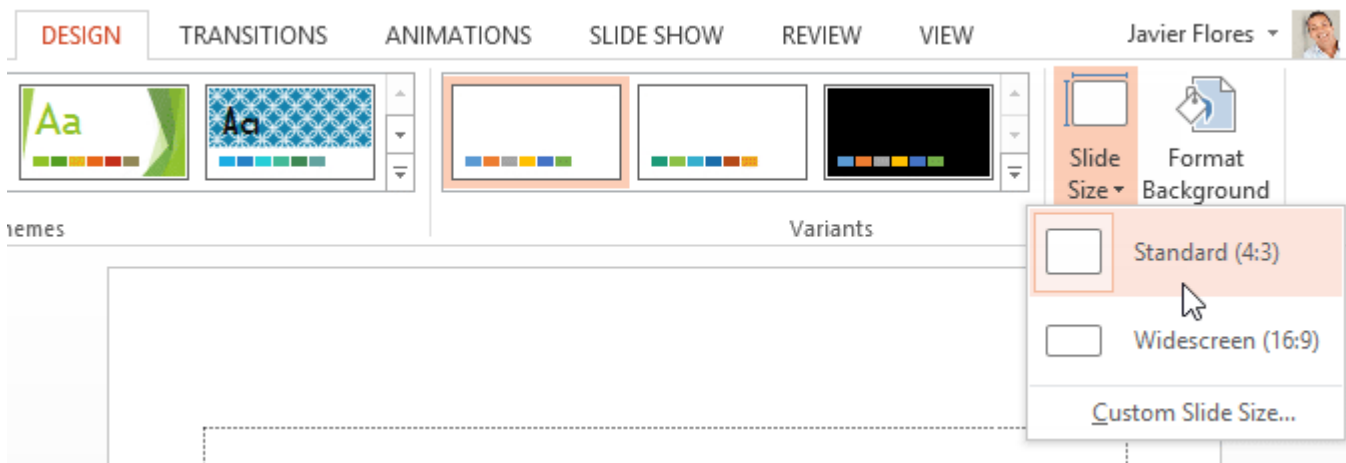 DESIGN TRANSITIONS ANIMATIONS SLIDE SHOW REVIEW VIEW Javier Flores
Aa Aa
Slide Format
Size Background
hemes Variants
Standard (4:3)
Widescreen (16:9)
Custom Slide Size...